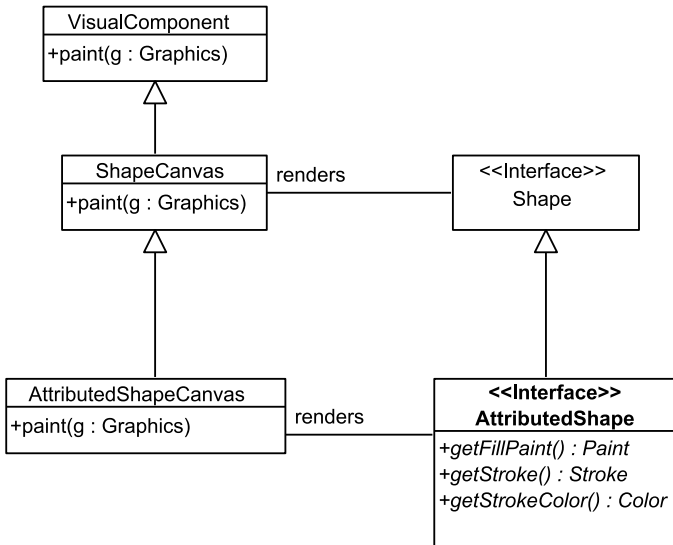 VisualComponent
+paint(g : Graphics)
ShapeCanvas
+paint(g : Graphics)
renders
<<Interface>>
Shape
AttributedShapeCanvas
+paint(g : Graphics)
renders
<<Interface>>
AttributedShape
+getFillPaint() : Paint
+getStroke() : Stroke
+getStrokeColor() : Color